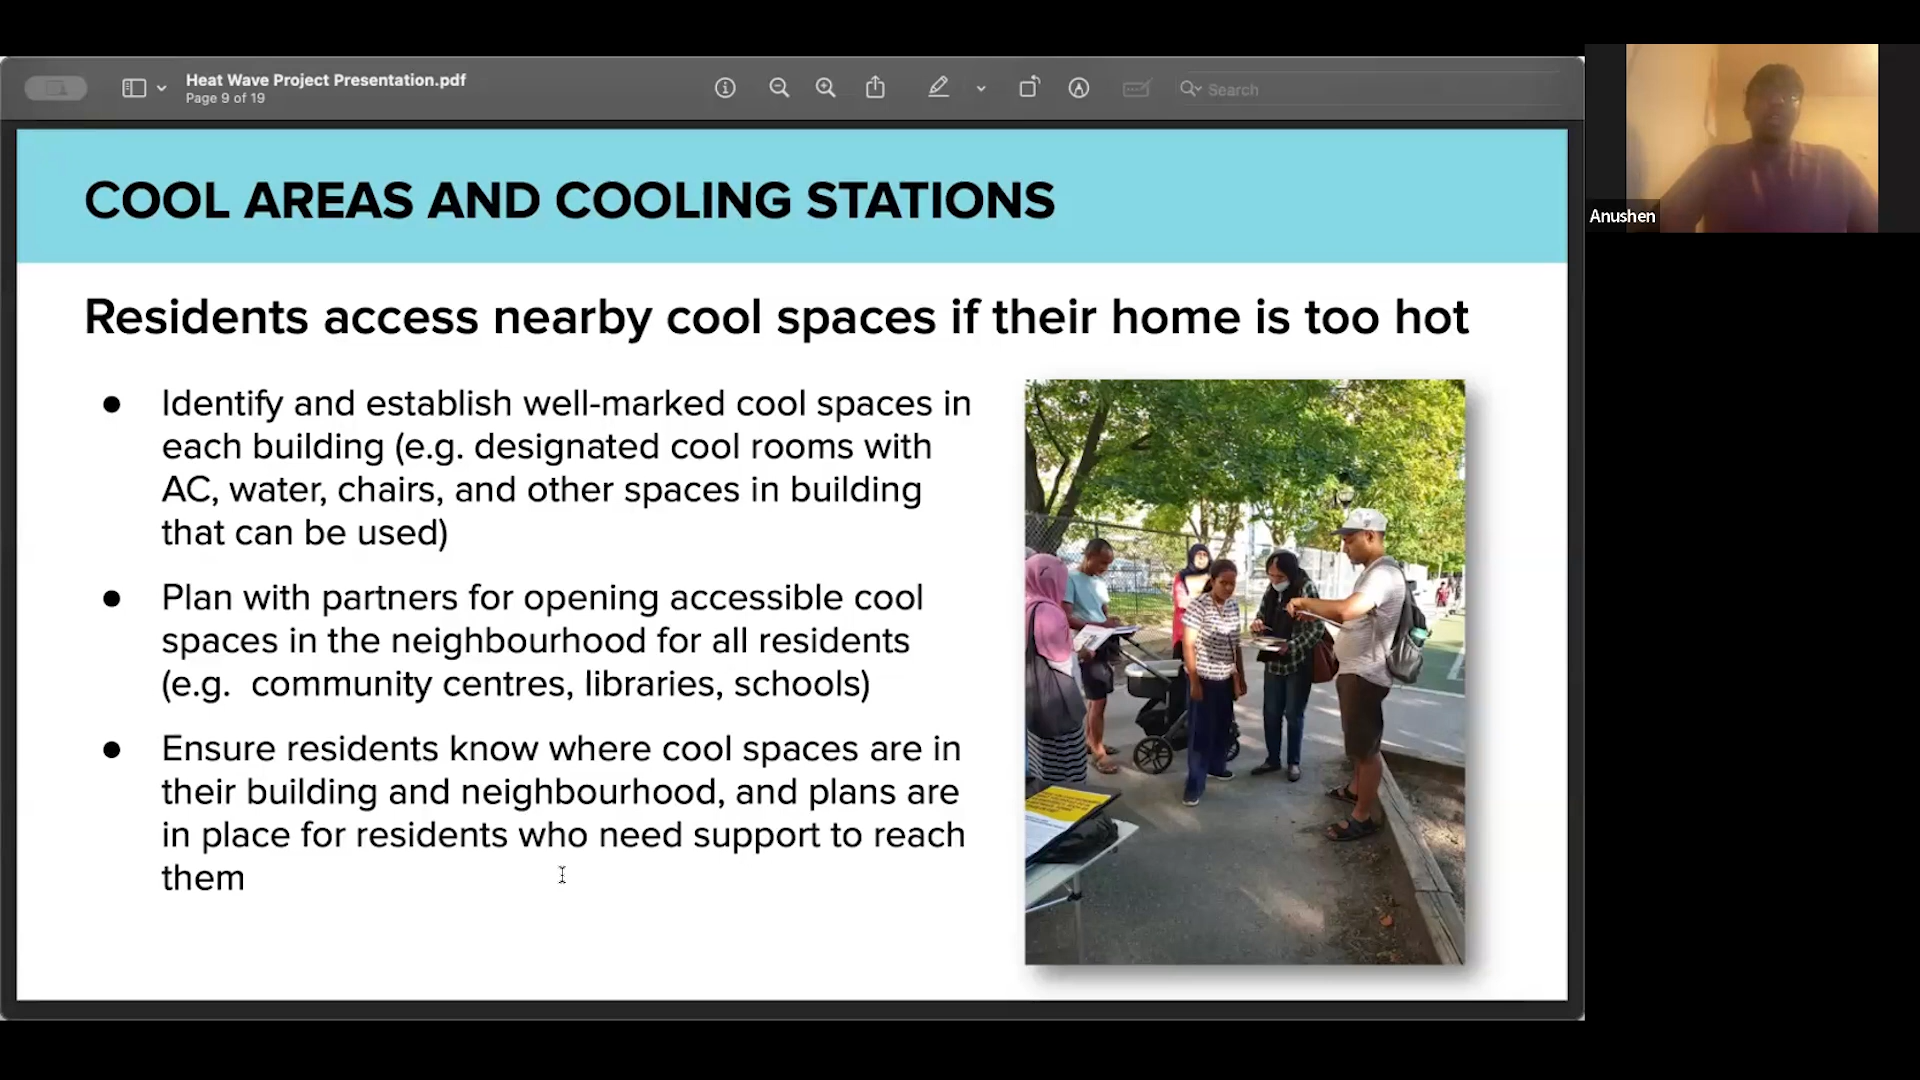 Heat Wave Project Presentation.pdf
Page 9 of 19
Search
COOL AREAS AND COOLING STATIONS
Residents access nearby cool spaces if their home is too hot
● Identify and establish well-marked cool spaces in
each building (e.g. designated cool rooms with
AC, water, chairs, and other spaces in building
that can be used)
● Plan with partners for opening accessible cool
spaces in the neighbourhood for all residents
(e.g. community centres, libraries, schools)
● Ensure residents know where cool spaces are in
their building and neighbourhood, and plans are
in place for residents who need support to reach
them
Anushen